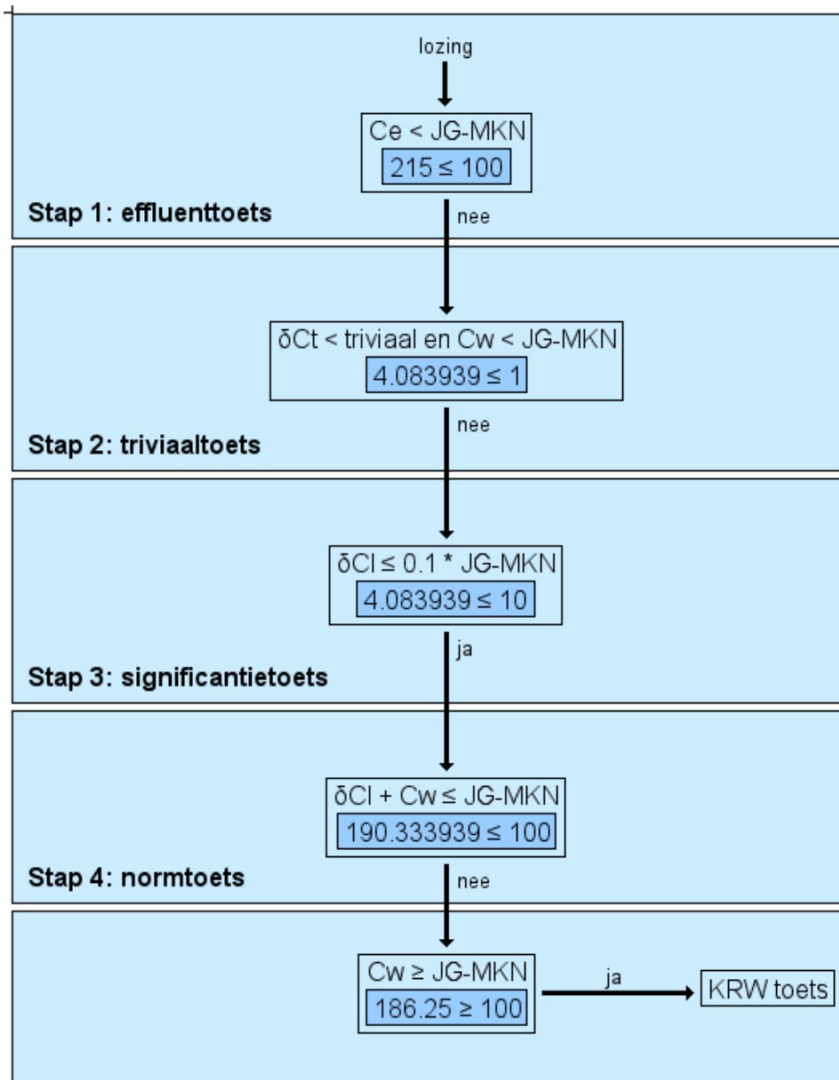 lozing
Ce < JG-MKN
215 ≤ 100
Stap 1: effluenttoets
nee
δCt < triviaal en Cw < JG-MKN
4.083939 ≤ 1
nee
Stap 2: triviaaltoets
δCl ≤ 0.1 * JG-MKN
4.083939 ≤ 10
ja
Stap 3: significantietoets
δCl + Cw ≤ JG-MKN
190.333939 ≤ 100
Stap 4: normtoets
nee
Cw ≥ JG-MKN
186.25 ≥ 100
ja
KRW toets